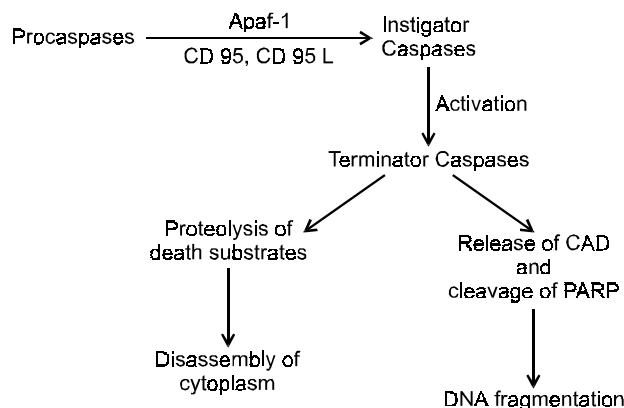 Apaf-1
Procaspases
CD 95, CD 95 L
Instigator
Caspases
Activation
Terminator Caspases
Proteolysis of
death substrates
Release of CAD
and
cleavage of PARP
Disassembly of
cytoplasm
DNA fragmentation